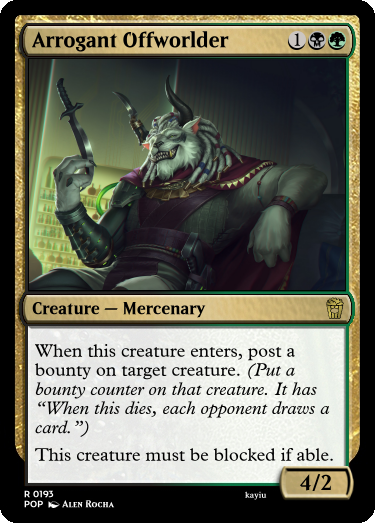 Arrogant Offworlder 1
Creature — Mercenary
When this creature enters, post a
bounty on target creature. (Put a
bounty counter on that creature. It has
“When this dies, each opponent draws a
card.”)
This creature must be blocked if able.
4/2
R 0193
POP Alen Rocha
kayiu